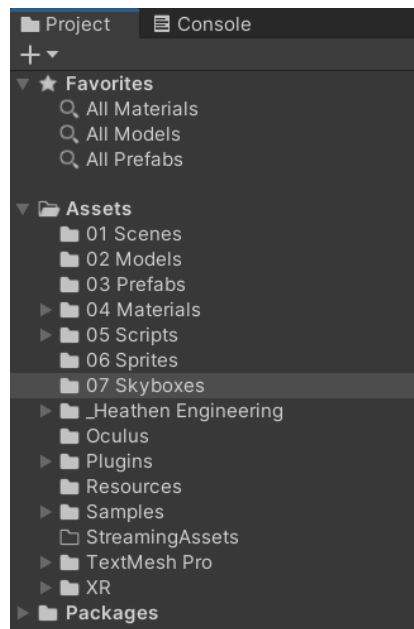 Project Console
Favorites
All Materials
All Models
All Prefabs
Assets
01 Scenes
02 Models
03 Prefabs
04 Materials
05 Scripts
06 Sprites
07 Skyboxes
_Heathen Engineering
Oculus
Plugins
Resources
Samples
StreamingAssets
TextMesh Pro
XR
Packages